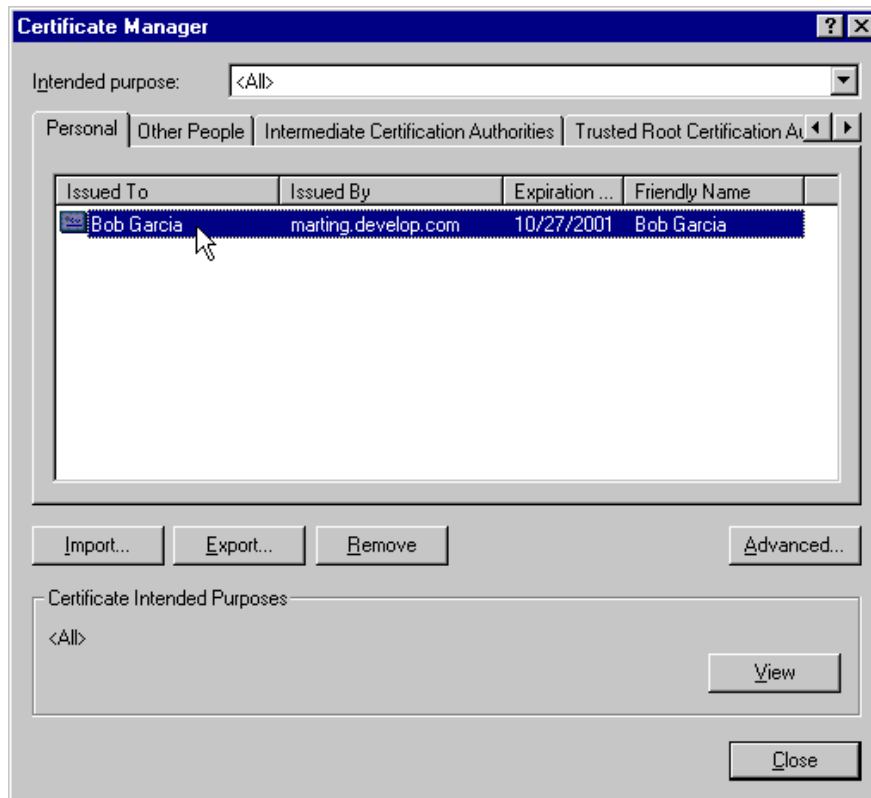 Certificate Manager
Intended purpose: <All>
Personal Other People Intermediate Certification Authorities Trusted Root Certification Au
Issued To Issued By Expiration ... Friendly Name
Bob Garcia marting.develop.com 10/27/2001 Bob Garcia
Import... Export... Remove Advanced...
Certificate Intended Purposes
<All>
View
Close